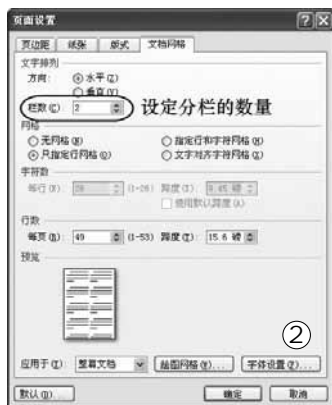 页面设置
页边距 纸张 版式 文档网格
文字排列
方向: 水平(Z)
垂直(V)
栏数(C): 2 设定分栏的数量
网格
无网格(N) 指定行和字符网格(H)
只指定行网格(O) 文字对齐字符网格(X)
字符数
每行(E): (1-26) 跨度(I): 磅
使用默认跨度(A)
行数
每页(R): 49 (1-53) 跨度(T): 15.6 磅
预览
②
应用于(Y): 整篇文档 绘图网格(W)... 字体设置(F)...
默认(D)... 确定 取消